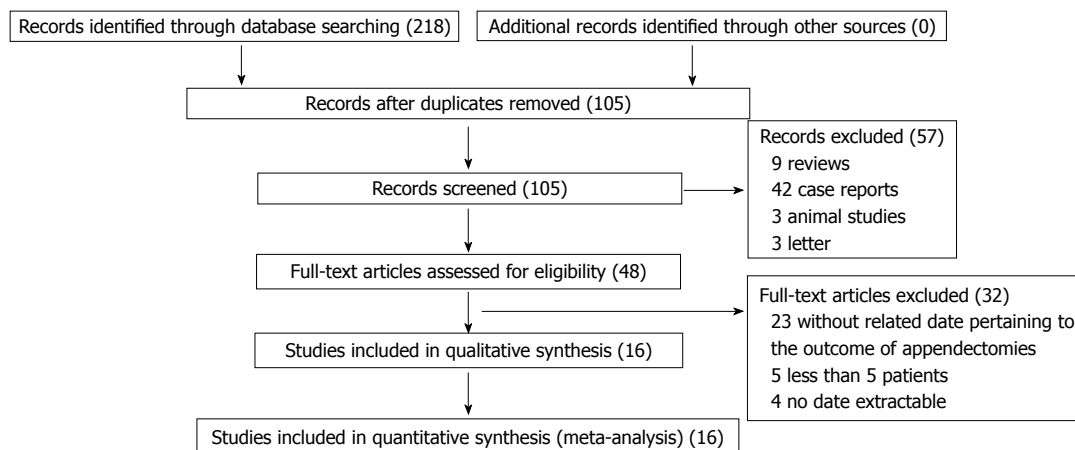 Records identified through database searching (218)
Additional records identified through other sources (0)
Records after duplicates removed (105)
Records screened (105)
Records excluded (57)
9 reviews
42 case reports
3 animal studies
3 letter
Full-text articles assessed for eligibility (48)
Full-text articles excluded (32)
23 without related date pertaining to
the outcome of appendectomies
5 less than 5 patients
4 no date extractable
Studies included in qualitative synthesis (16)
Studies included in quantitative synthesis (meta-analysis) (16)